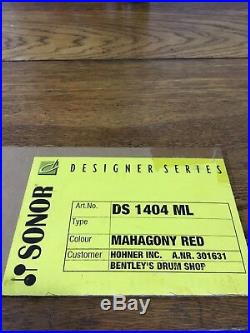 SONOR
DESIGNER SERIES
Art.No. DS 1404 ML
Type
Colour MAHAGONY RED
Customer HOHNER INC. A.NR. 301631
BENTLEY'S DRUM SHOP